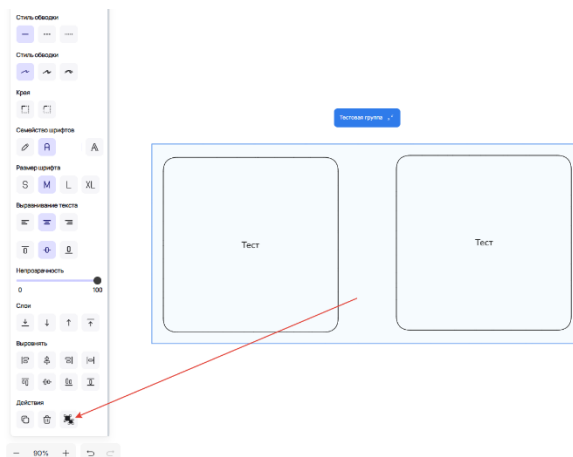 Стиль обводки
Стиль обводки
Края
Семейство шрифтов
A
A
Размер шрифта
S M L XL
Выравнивание текста
Непрозрачность
0 100
Слои
Выровнять
Действия
90%
Тестовая группа
Тест
Тест